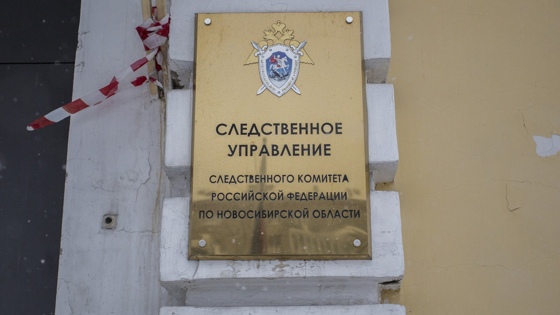 СЛЕДСТВЕННОЕ
УПРАВЛЕНИЕ
СЛЕДСТВЕННОГО КОМИТЕТА
РОССИЙСКОЙ ФЕДЕРАЦИИ
ПО НОВОСИБИРСКОЙ ОБЛАСТИ